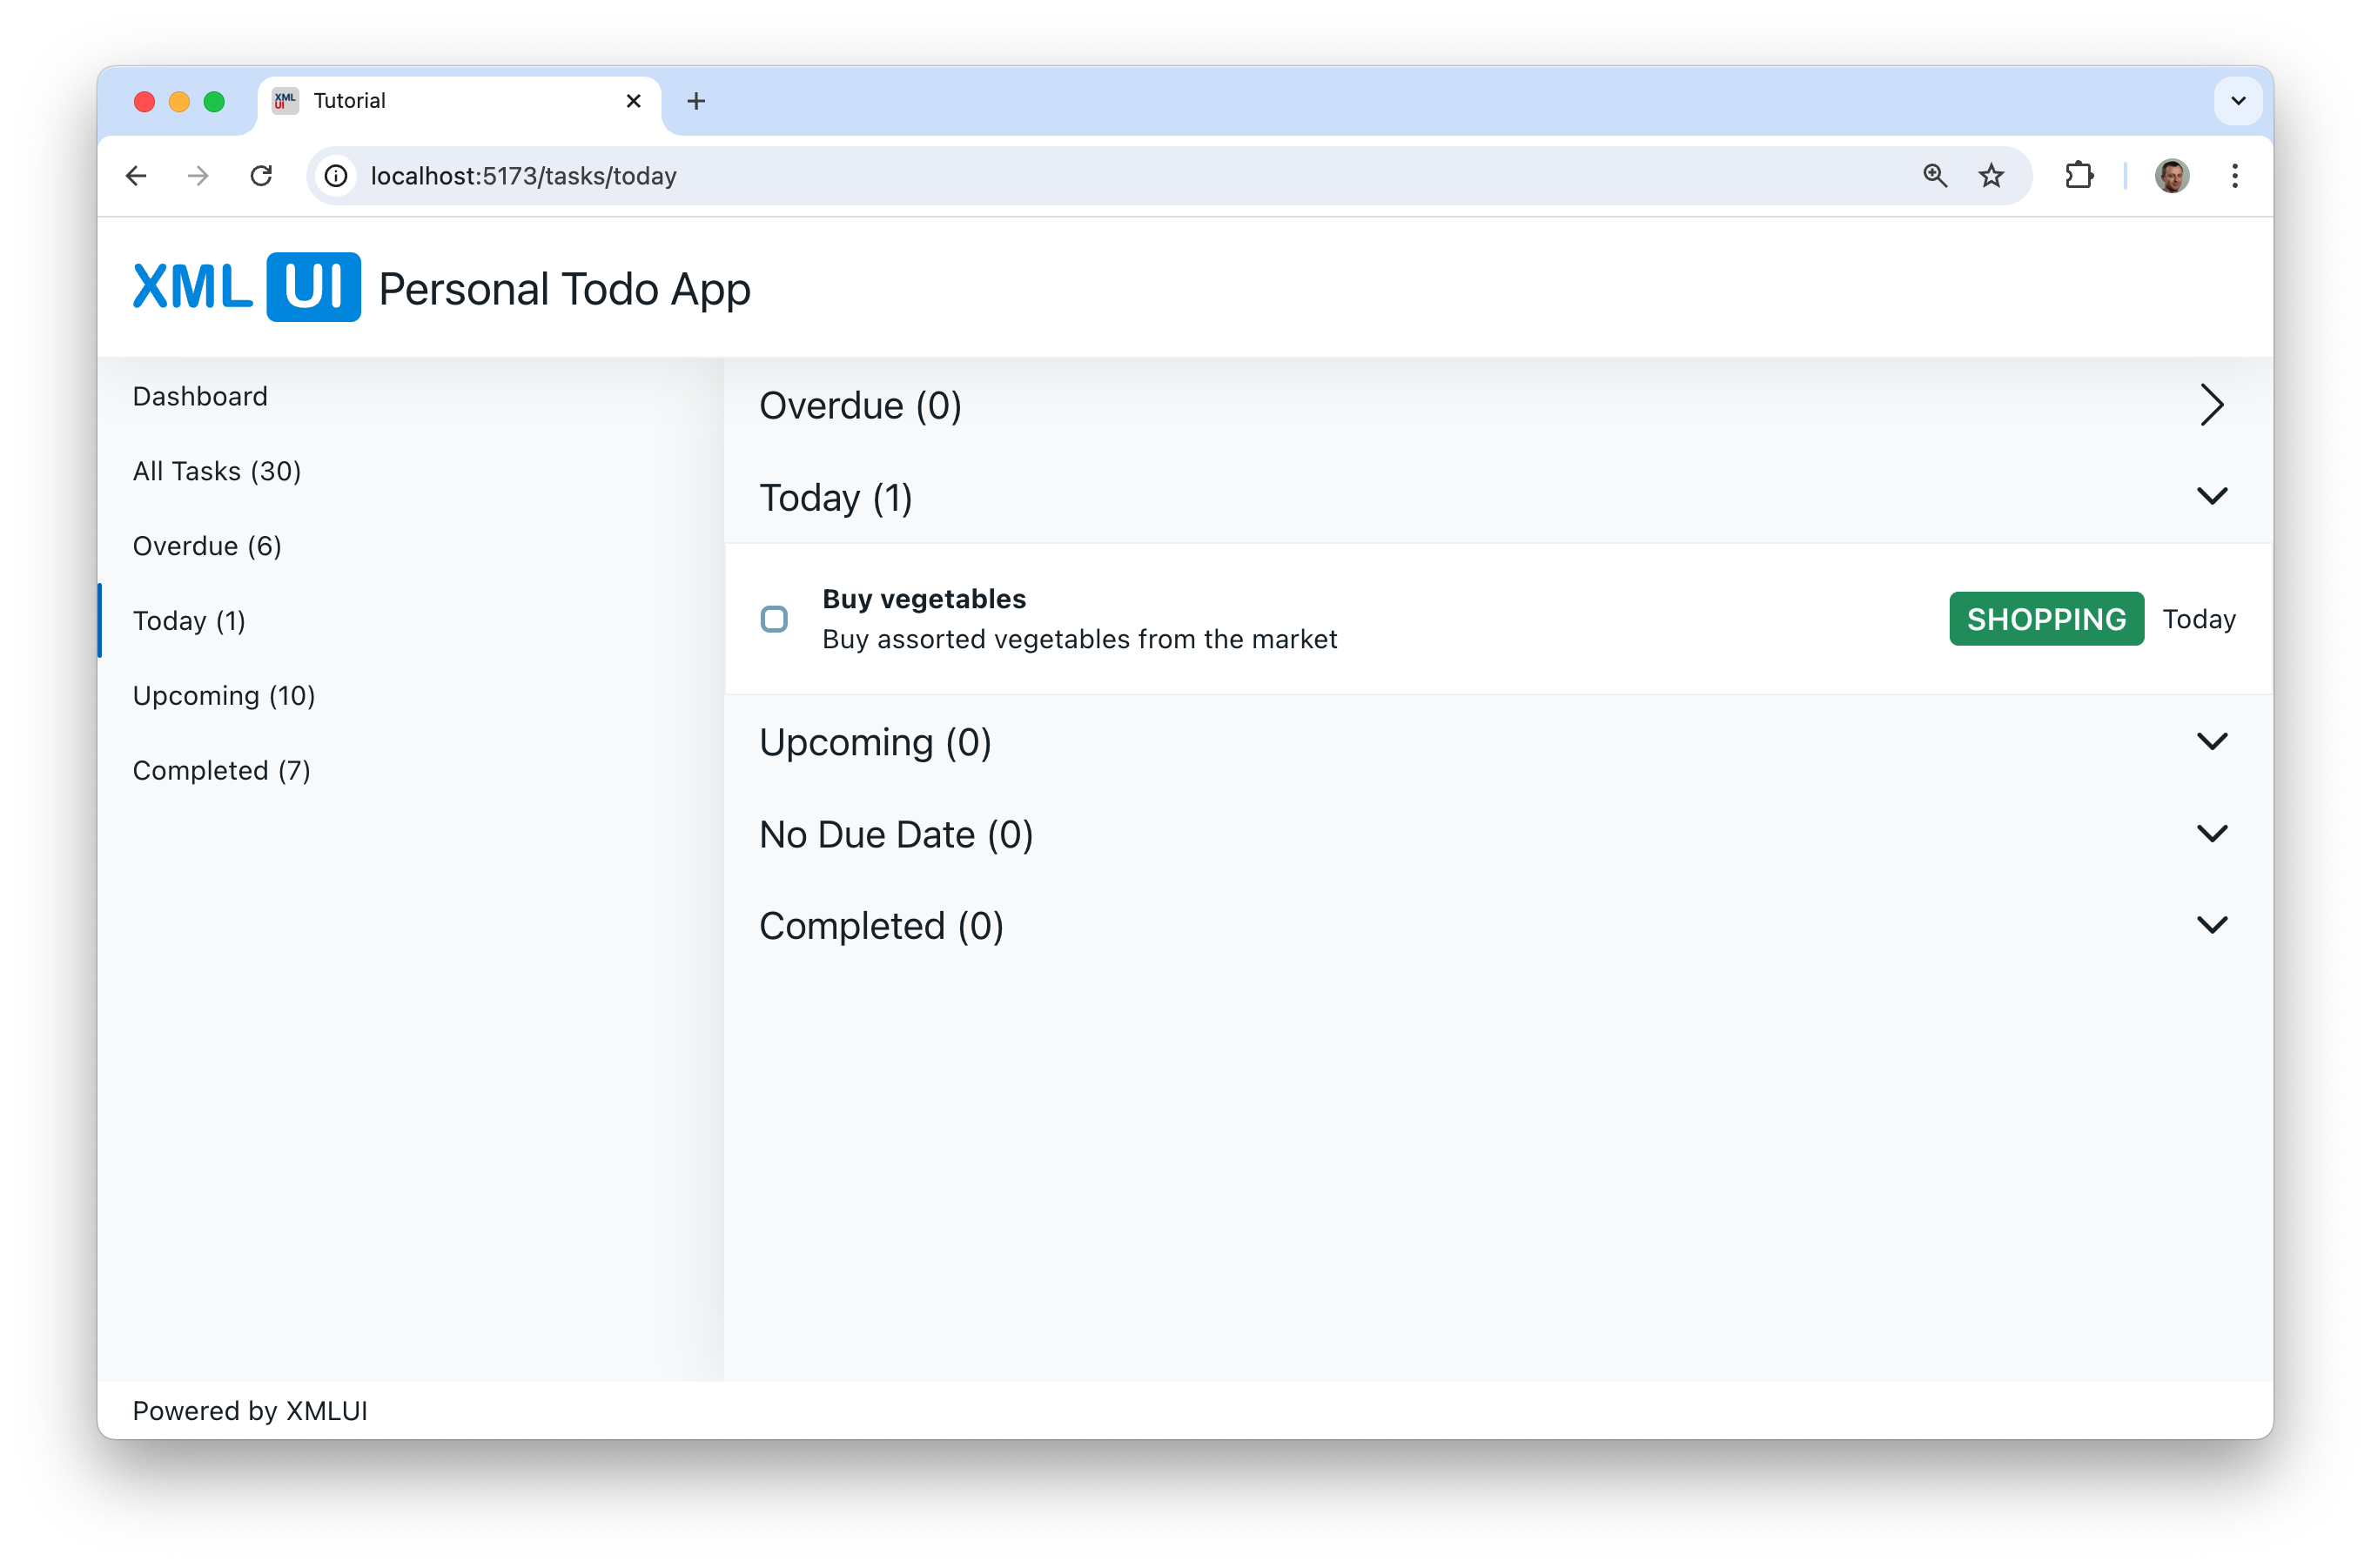 XML UI Tutorial
localhost:5173/tasks/today
XML UI Personal Todo App
Dashboard
All Tasks (30)
Overdue (6)
Today (1)
Upcoming (10)
Completed (7)
Overdue (0)
Today (1)
Buy vegetables
Buy assorted vegetables from the market
SHOPPING Today
Upcoming (0)
No Due Date (0)
Completed (0)
Powered by XMLUI